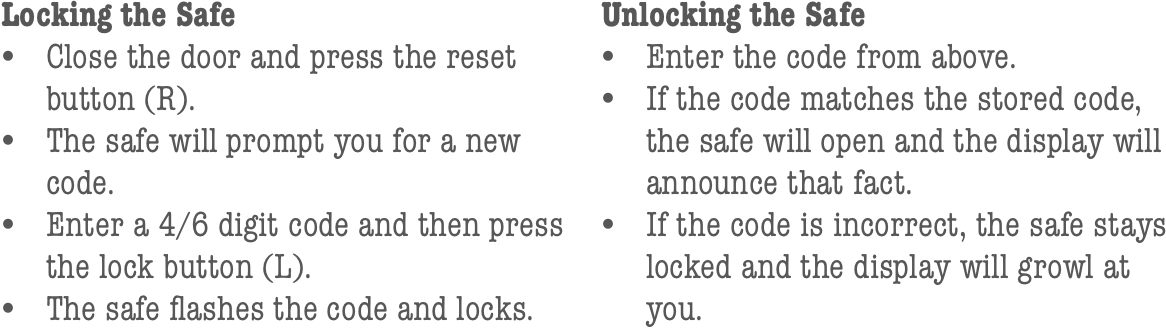 Locking the Safe
• Close the door and press the reset
button (R).
• The safe will prompt you for a new
code.
• Enter a 4/6 digit code and then press
the lock button (L).
• The safe flashes the code and locks.
Unlocking the Safe
• Enter the code from above.
• If the code matches the stored code,
the safe will open and the display will
announce that fact.
• If the code is incorrect, the safe stays
locked and the display will growl at
you.